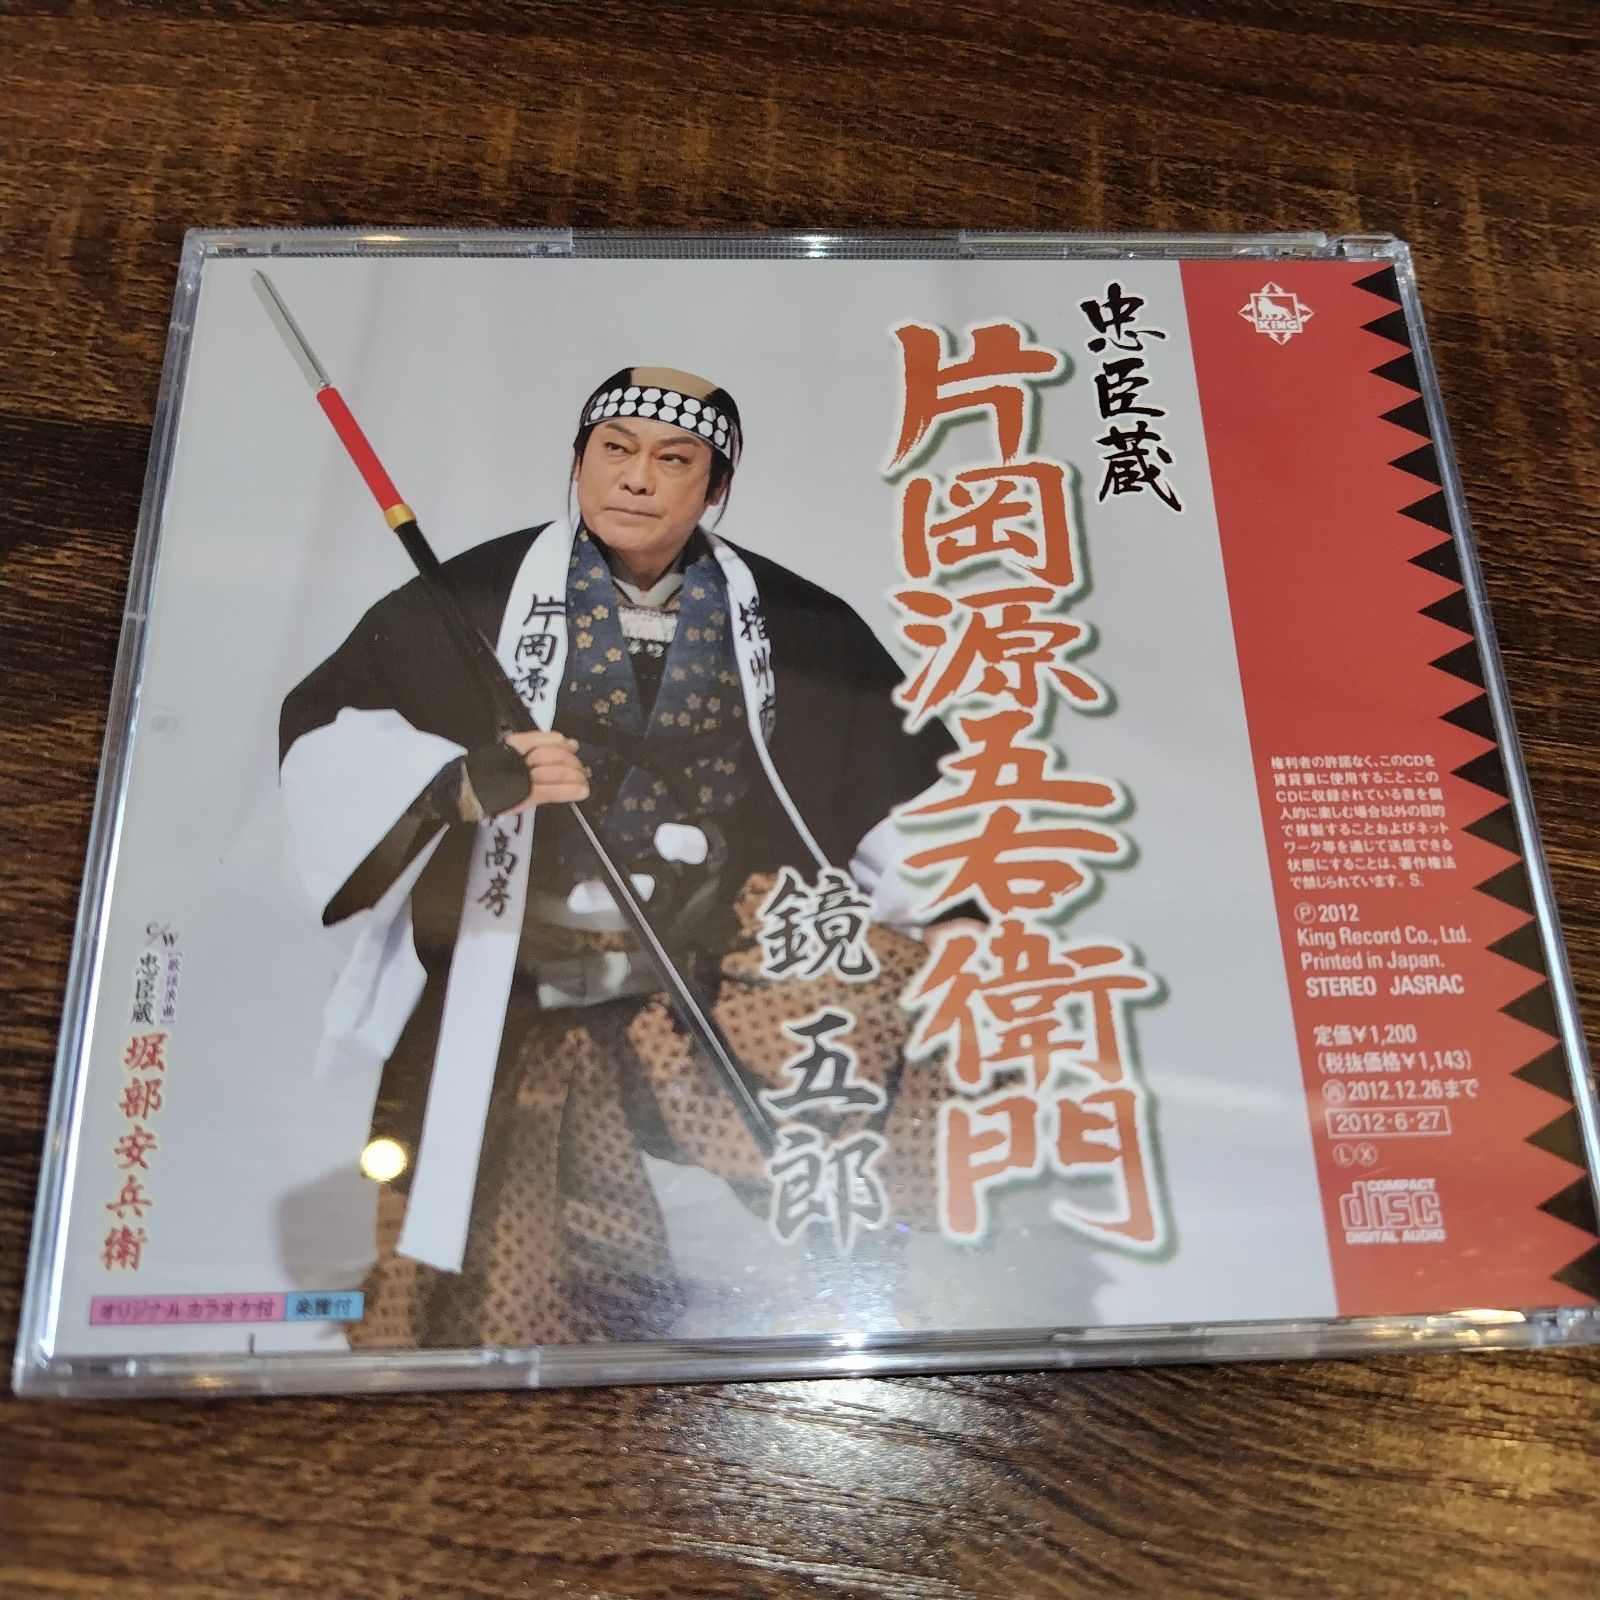 忠臣蔵
片岡源五右衛門
鏡五郎
片岡源
門高房
播州赤
c/w
[歌謡浪曲]
忠臣蔵
堀部安兵衛
オリジナルカラオケ付
楽譜付
KING
権利者の許諾なく、このCDを
賃貸業に使用すること、この
CDに収録されている音を個
人的に楽しむ場合以外の目的
で複製することおよびネット
ワーク等を通じて送信できる
状態にすることは、著作権法
で禁じられています。S.
Ⓟ2012
King Record Co., Ltd.
Printed in Japan.
STEREO JASRAC
定価¥1,200
(税抜価格¥1,143)
㋙2012.12.26まで
2012・6・27
ⓁⓍ
COMPACT
disc
DIGITAL AUDIO